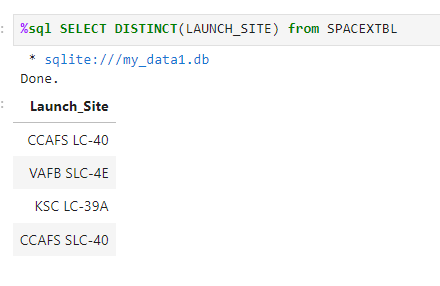 :
%sql SELECT DISTINCT(LAUNCH_SITE) from SPACEXTBL
* sqlite:///my_data1.db
Done.
:
Launch_Site
CCAFS LC-40
VAFB SLC-4E
KSC LC-39A
CCAFS SLC-40